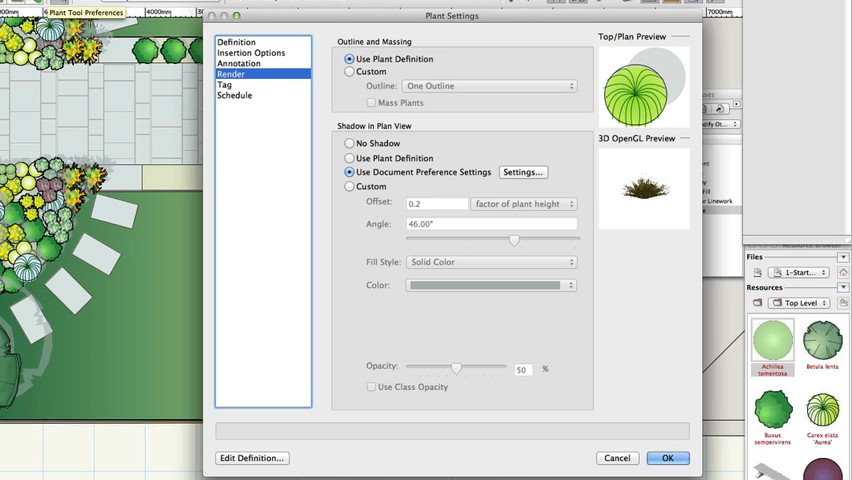 Plant Tool Preferences
4000mm
7000mm
Plant Settings
Definition
Insertion Options
Annotation
Render
Tag
Schedule
Outline and Massing
Use Plant Definition
Custom
Outline: One Outline
Mass Plants
Shadow in Plan View
No Shadow
Use Plant Definition
Use Document Preference Settings Settings...
Custom
Offset: 0.2 factor of plant height
Angle: 46.00°
Fill Style: Solid Color
Color:
Opacity: 50 %
Use Class Opacity
Top/Plan Preview
3D OpenGL Preview
Edit Definition...
Cancel OK
Files
1-Start...
Resources
Top Level
Achillea tomentosa
Betula lenta
Buxus sempervirens
Carex elata "Aurea"